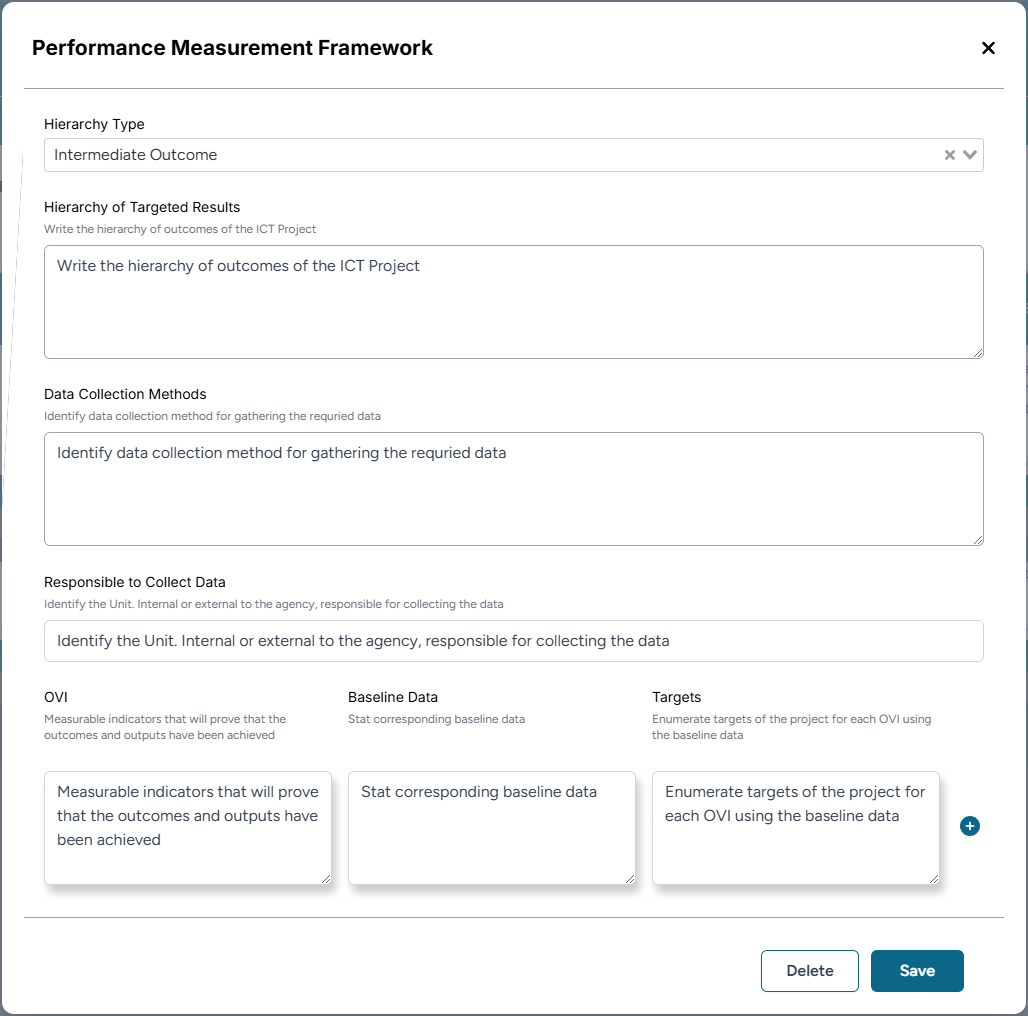 Performance Measurement Framework
Hierarchy Type
Intermediate Outcome
Hierarchy of Targeted Results
Write the hierarchy of outcomes of the ICT Project
Write the hierarchy of outcomes of the ICT Project
Data Collection Methods
Identify data collection method for gathering the requried data
Identify data collection method for gathering the requried data
Responsible to Collect Data
Identify the Unit. Internal or external to the agency, responsible for collecting the data
Identify the Unit. Internal or external to the agency, responsible for collecting the data
OVI
Measurable indicators that will prove that the
outcomes and outputs have been achieved
Measurable indicators that will prove
that the outcomes and outputs have
been achieved
Baseline Data
Stat corresponding baseline data
Stat corresponding baseline data
Targets
Enumerate targets of the project for each OVI using
the baseline data
Enumerate targets of the project for
each OVI using the baseline data
Delete
Save